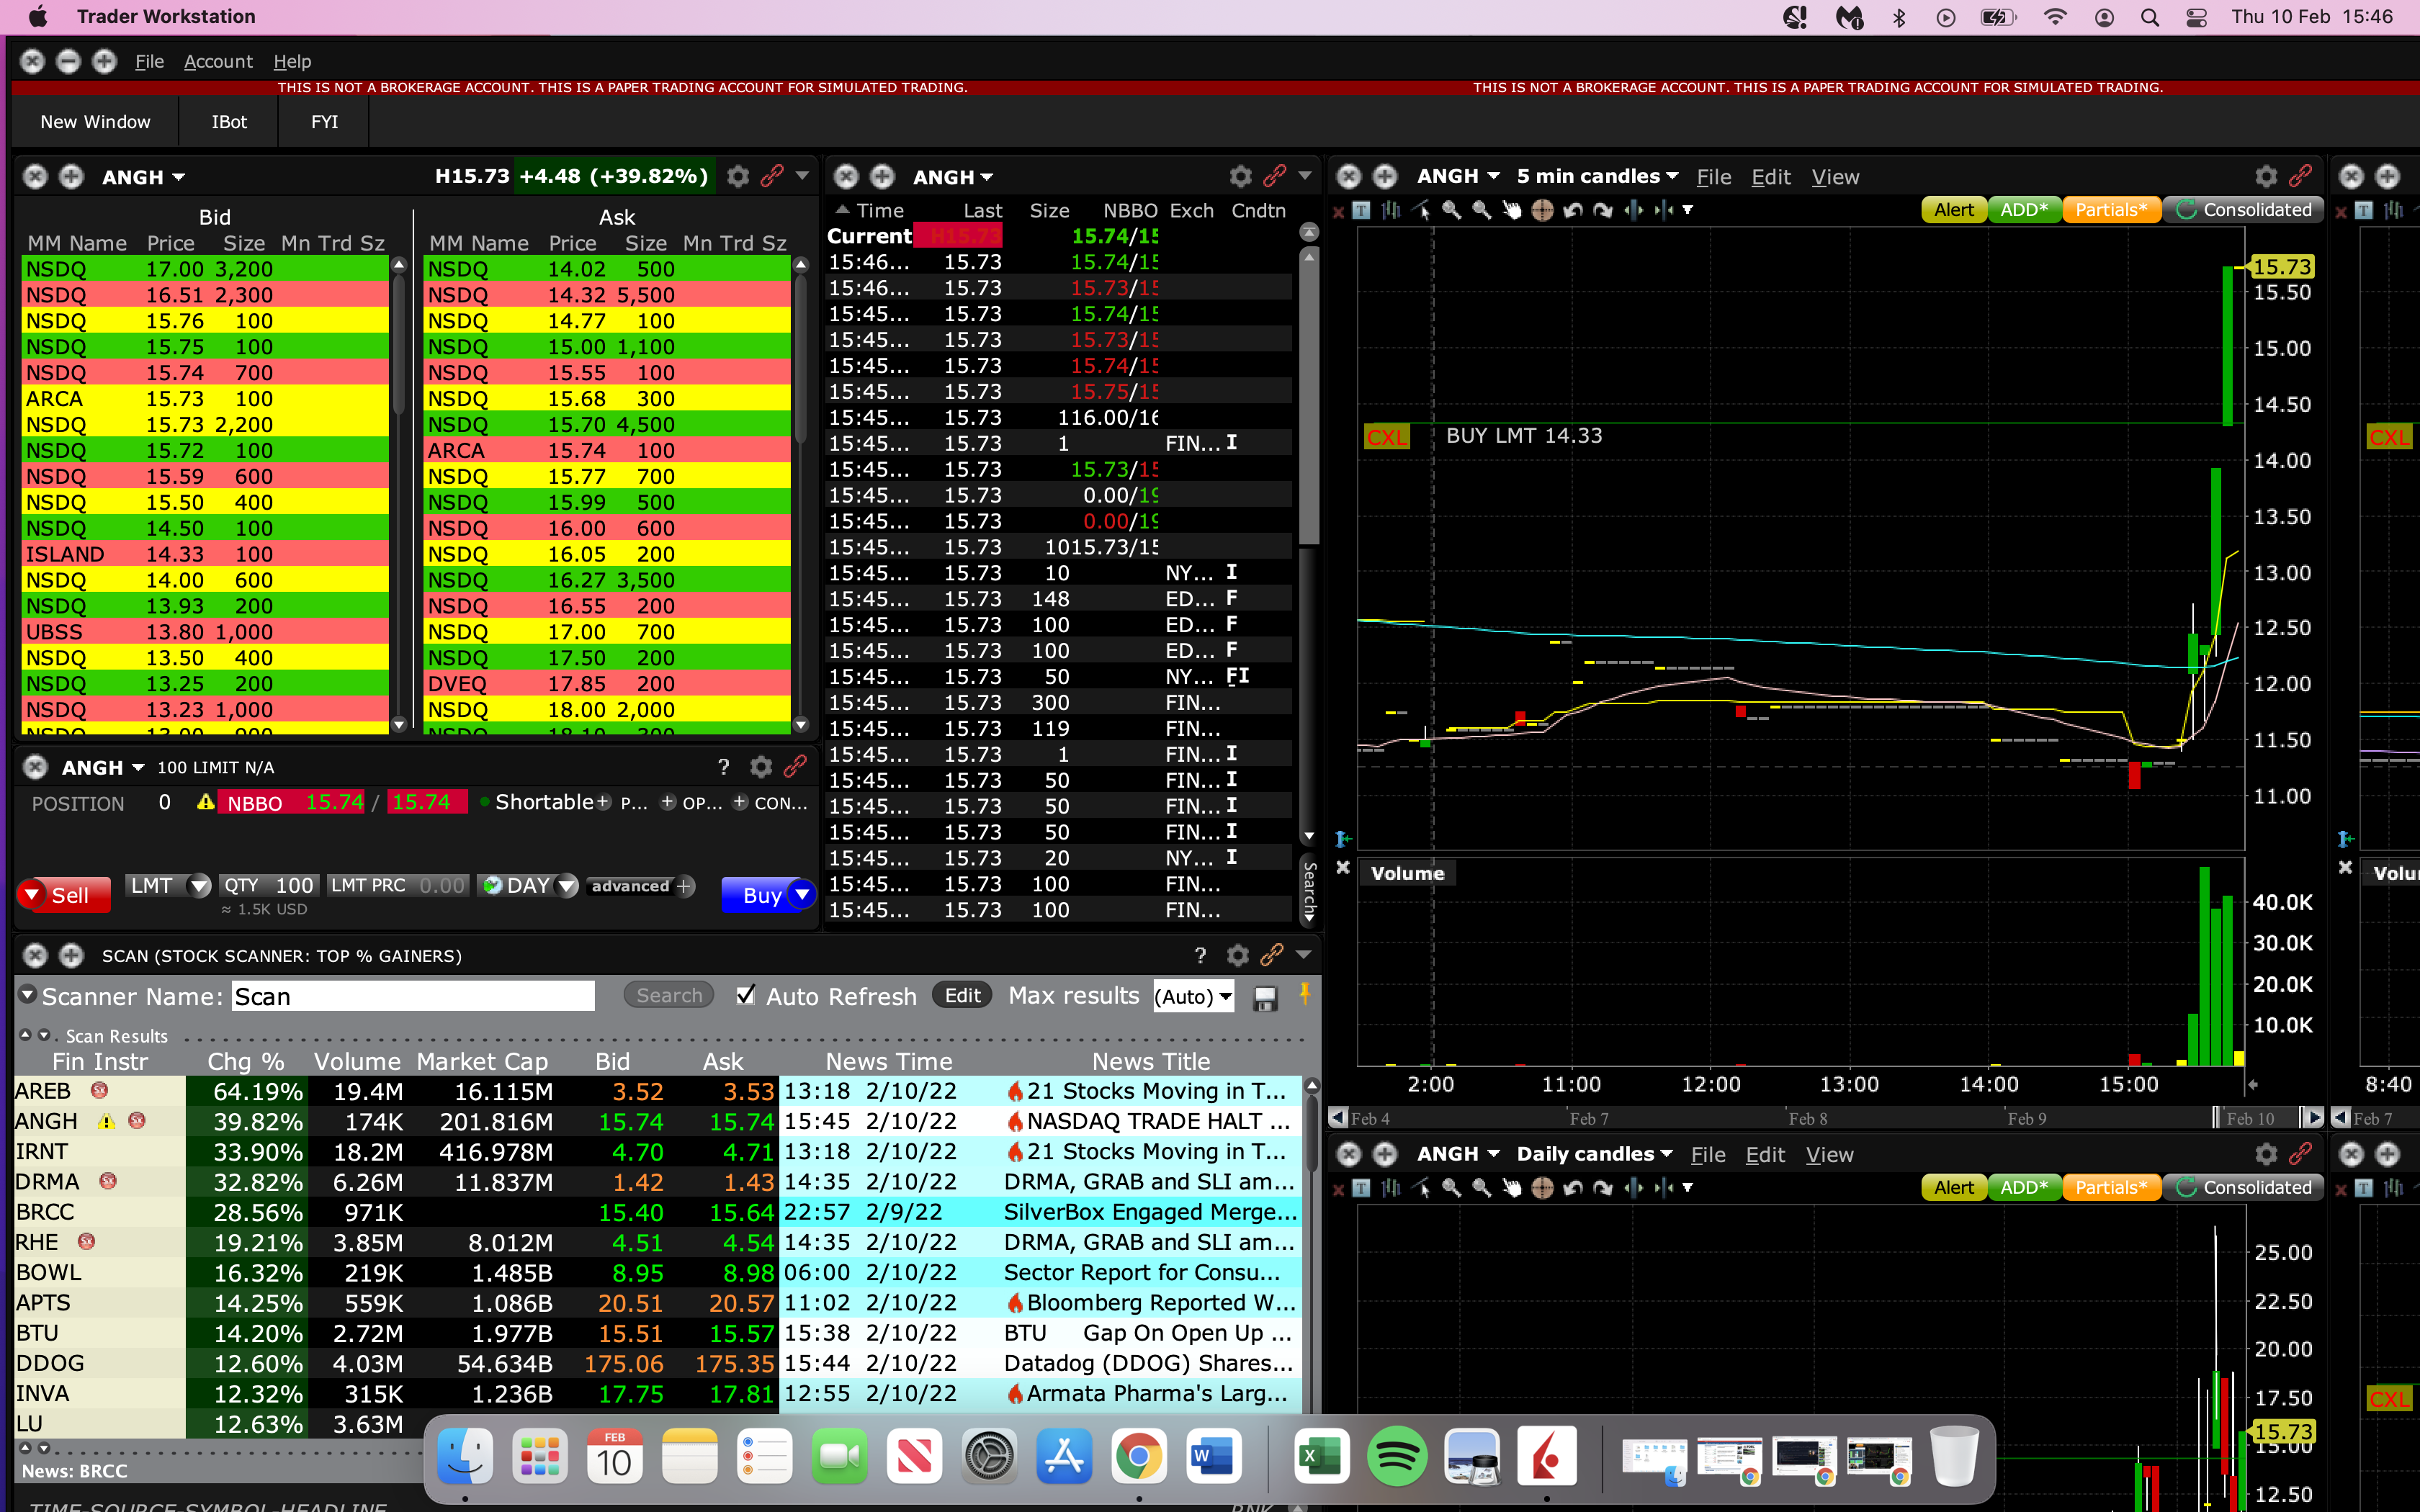 Trader Workstation
Thu 10 Feb 15:46
File Account Help
THIS IS NOT A BROKERAGE ACCOUNT. THIS IS A PAPER TRADING ACCOUNT FOR SIMULATED TRADING. THIS IS NOT A BROKERAGE ACCOUNT. THIS IS A PAPER TRADING ACCOUNT FOR SIMULATED TRADING.
New Window IBot FYI
ANGH H15.73 +4.48 (+39.82%)
Bid Ask
MM Name Price Size Mn Trd Sz MM Name Price Size Mn Trd Sz
NSDQ 17.00 3,200 NSDQ 14.02 500
NSDQ 16.51 2,300 NSDQ 14.32 5,500
NSDQ 15.76 100 NSDQ 14.77 100
NSDQ 15.75 100 NSDQ 15.00 1,100
NSDQ 15.74 700 NSDQ 15.55 100
ARCA 15.73 100 NSDQ 15.68 300
NSDQ 15.73 2,200 NSDQ 15.70 4,500
NSDQ 15.72 100 ARCA 15.74 100
NSDQ 15.59 600 NSDQ 15.77 700
NSDQ 15.50 400 NSDQ 15.99 500
NSDQ 14.50 100 NSDQ 16.00 600
ISLAND 14.33 100 NSDQ 16.05 200
NSDQ 14.00 600 NSDQ 16.27 3,500
NSDQ 13.93 200 NSDQ 16.55 200
UBSS 13.80 1,000 NSDQ 17.00 700
NSDQ 13.50 400 NSDQ 17.50 200
NSDQ 13.25 200 DVEQ 17.85 200
NSDQ 13.23 1,000 NSDQ 18.00 2,000
ANGH 100 LIMIT N/A ?
POSITION 0 NBBO 15.74 / 15.74 Shortable P... OP... CON...
Sell LMT QTY 100 LMT PRC 0.00 DAY advanced Buy
≈ 1.5K USD
ANGH
Time Last Size NBBO Exch Cndtn
Current H15.73 15.74/15
15:46... 15.73 15.74/15
15:46... 15.73 15.73/15
15:45... 15.73 15.74/15
15:45... 15.73 15.73/15
15:45... 15.73 15.74/15
15:45... 15.73 15.75/15
15:45... 15.73 116.00/16
15:45... 15.73 1 FIN... I
15:45... 15.73 15.73/15
15:45... 15.73 0.00/19
15:45... 15.73 0.00/19
15:45... 15.73 1015.73/15
15:45... 15.73 10 NY... I
15:45... 15.73 148 ED... F
15:45... 15.73 100 ED... F
15:45... 15.73 100 ED... F
15:45... 15.73 50 NY... FI
15:45... 15.73 300 FIN...
15:45... 15.73 119 FIN...
15:45... 15.73 1 FIN... I
15:45... 15.73 50 FIN... I
15:45... 15.73 50 FIN... I
15:45... 15.73 50 FIN... I
15:45... 15.73 20 NY... I
15:45... 15.73 100 FIN...
15:45... 15.73 100 FIN...
Search
SCAN (STOCK SCANNER: TOP % GAINERS) ?
Scanner Name: Scan Search Auto Refresh Edit Max results (Auto)
Scan Results
Fin Instr Chg % Volume Market Cap Bid Ask News Time News Title
AREB 64.19% 19.4M 16.115M 3.52 3.53 13:18 2/10/22 21 Stocks Moving in T...
ANGH 39.82% 174K 201.816M 15.74 15.74 15:45 2/10/22 NASDAQ TRADE HALT ...
IRNT 33.90% 18.2M 416.978M 4.70 4.71 13:18 2/10/22 21 Stocks Moving in T...
DRMA 32.82% 6.26M 11.837M 1.42 1.43 14:35 2/10/22 DRMA, GRAB and SLI am...
BRCC 28.56% 971K 15.40 15.64 22:57 2/9/22 SilverBox Engaged Merge...
RHE 19.21% 3.85M 8.012M 4.51 4.54 14:35 2/10/22 DRMA, GRAB and SLI am...
BOWL 16.32% 219K 1.485B 8.95 8.98 06:00 2/10/22 Sector Report for Consu...
APTS 14.25% 559K 1.086B 20.51 20.57 11:02 2/10/22 Bloomberg Reported W...
BTU 14.20% 2.72M 1.977B 15.51 15.57 15:38 2/10/22 BTU Gap On Open Up ...
DDOG 12.60% 4.03M 54.634B 175.06 175.35 15:44 2/10/22 Datadog (DDOG) Shares...
INVA 12.32% 315K 1.236B 17.75 17.81 12:55 2/10/22 Armata Pharma's Larg...
LU 12.63% 3.63M
News: BRCC
TIME-SOURCE-SYMBOL-HEADLINE
ANGH 5 min candles File Edit View
Alert ADD* Partials* Consolidated
15.73
15.50
15.00
14.50
CXL BUY LMT 14.33 CXL
14.00
13.50
13.00
12.50
12.00
11.50
11.00
Volume
40.0K
30.0K
20.0K
10.0K
2:00 11:00 12:00 13:00 14:00 15:00 8:40
Feb 4 Feb 7 Feb 8 Feb 9 Feb 10 Feb 7
ANGH Daily candles File Edit View
Alert ADD* Partials* Consolidated
25.00
22.50
20.00
17.50
CXL
15.73
15.00
12.50
FEB
10
W
X